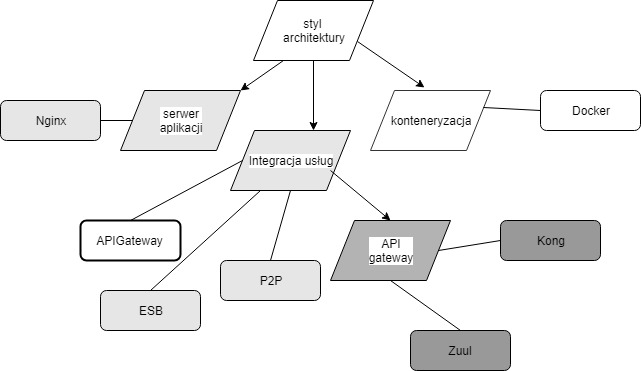 styl
architektury
serwer
aplikacji
Nginx
konteneryzacja
Docker
Integracja usług
APIGateway
ESB
P2P
API
gateway
Kong
Zuul